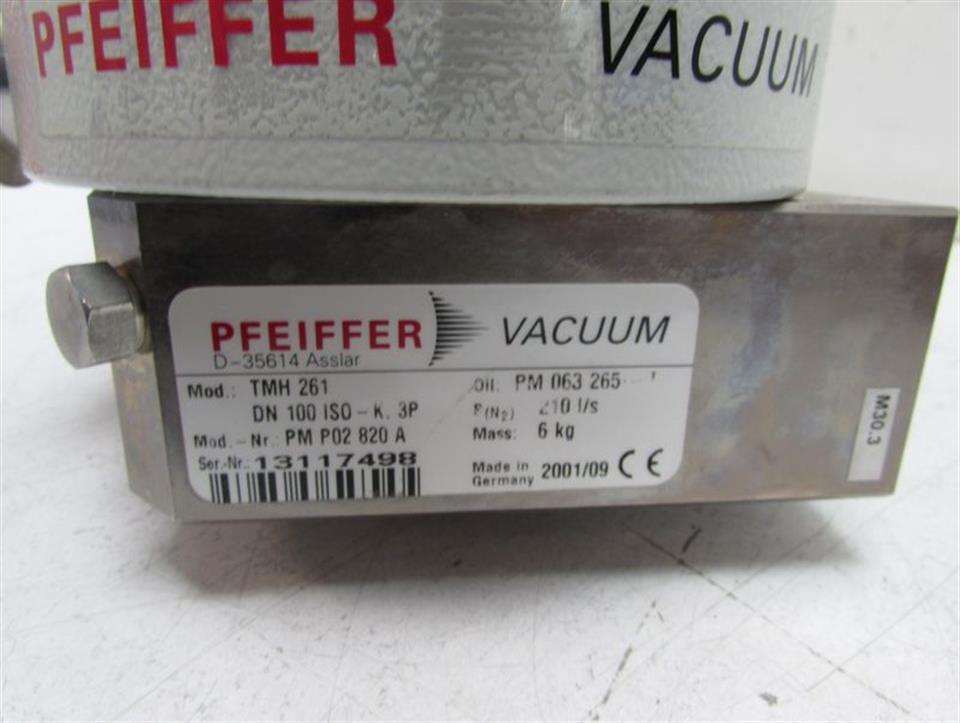 PFEIFFER VACUUM
PFEIFFER VACUUM
D-35614 Asslar
Mod.: TMH 261
DN 100 ISO - K, 3P
Mod.-Nr.: PM P02 820 A
Ser.-Nr.: 13117498
Oil: PM 063 265
S(N2) 210 l/s
Mass: 6 kg
Made in
Germany 2001/09 CE
M30.3